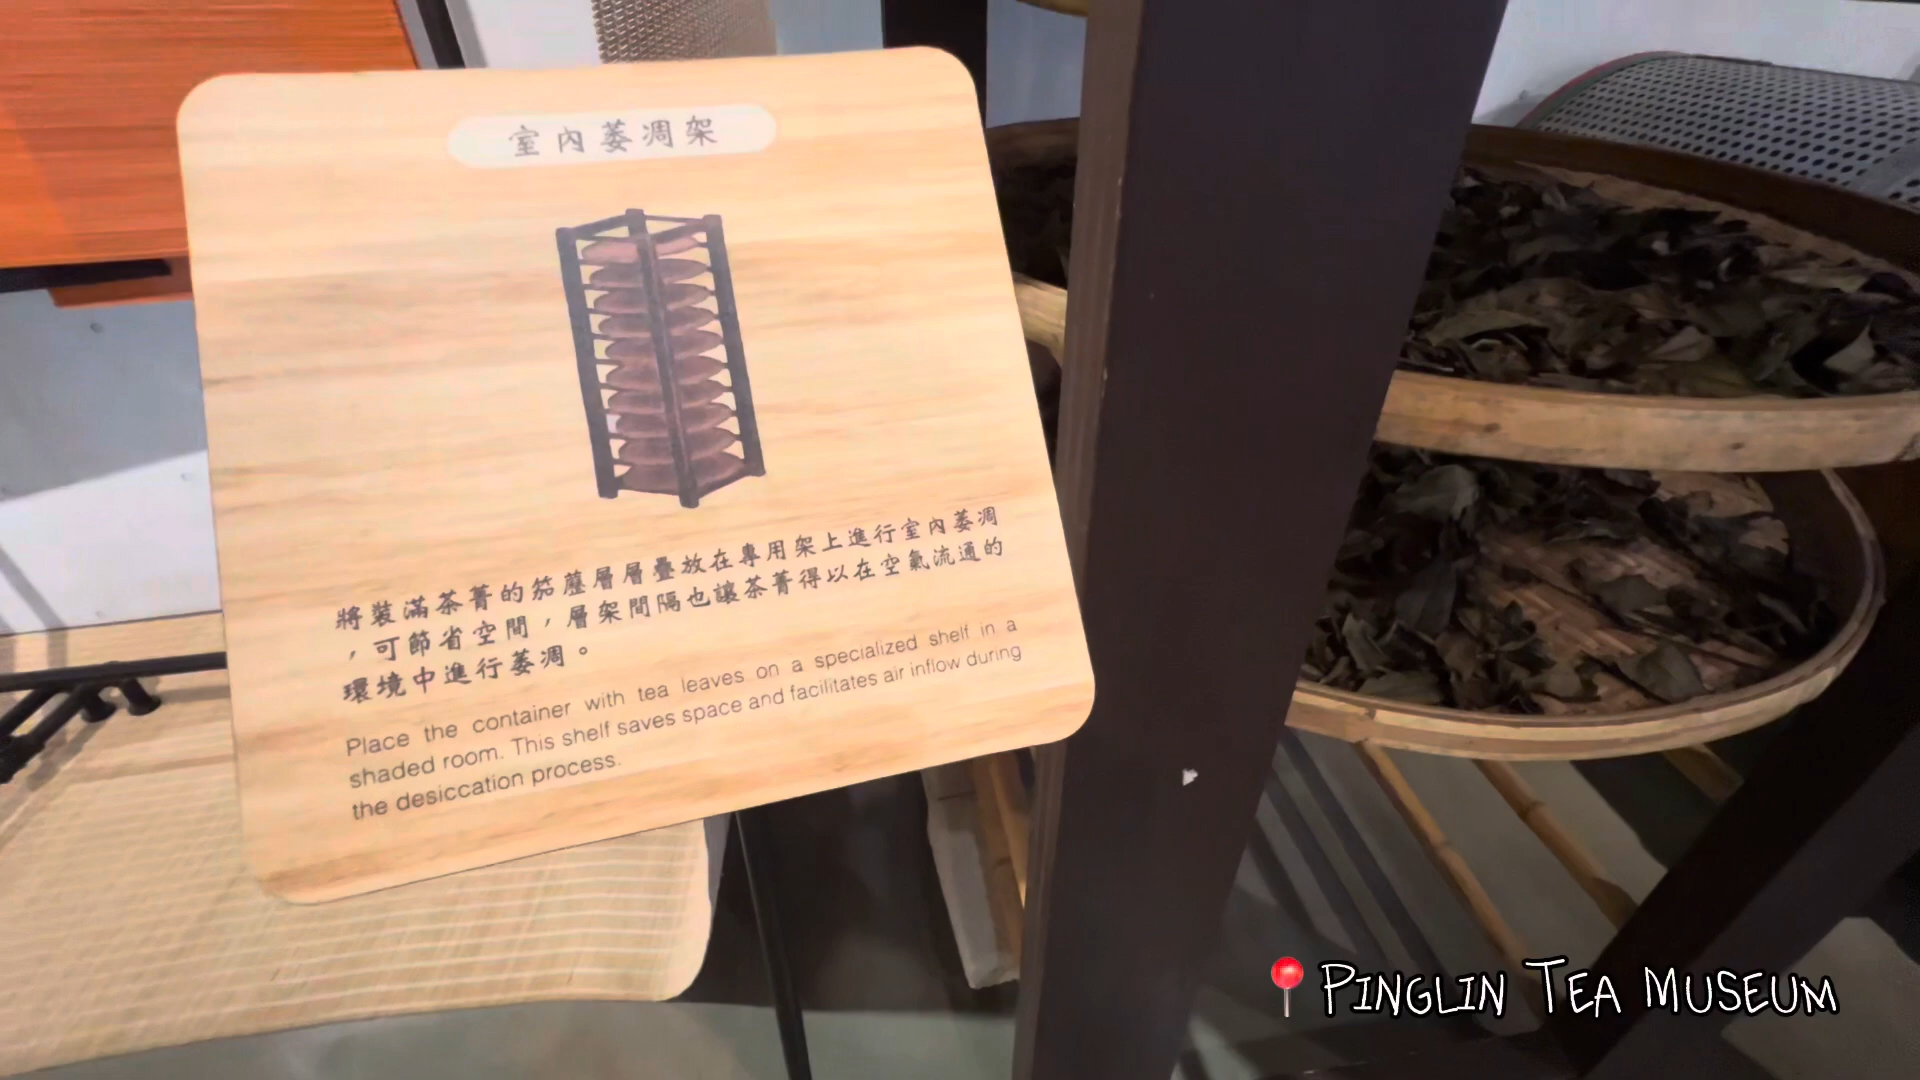 室內萎凋架
將裝滿茶菁的笳藶層層疊放在專用架上進行室內萎凋
，可節省空間，層架間隔也讓茶菁得以在空氣流通的
環境中進行萎凋。
Place the container with tea leaves on a specialized shelf in a
shaded room. This shelf saves space and facilitates air inflow during
the desiccation process.
PINGLIN TEA MUSEUM